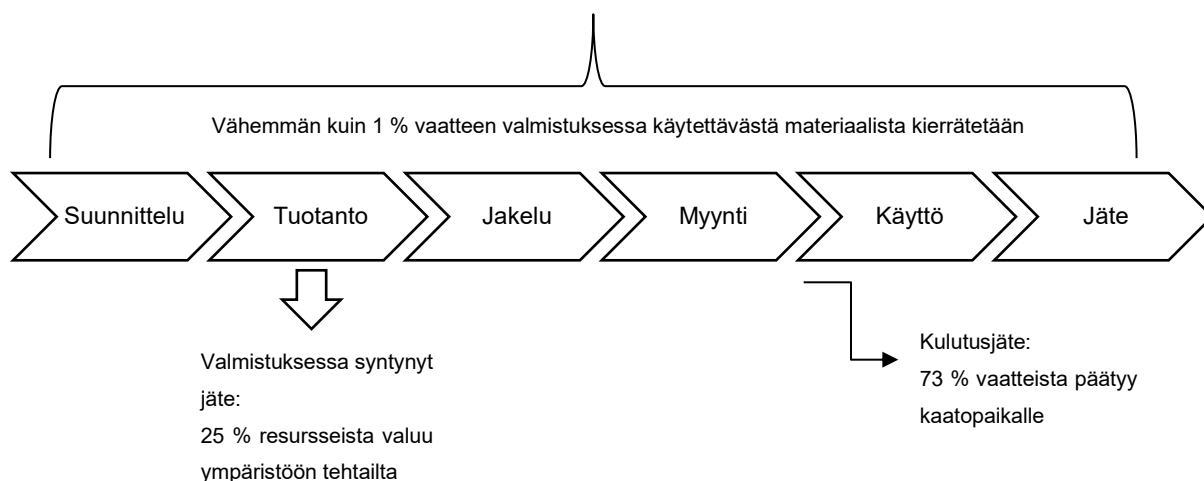 Vähemmän kuin 1 % vaatteen valmistuksessa käytettävästä materiaalista kierrätetään
Suunnittelu
Tuotanto
Jakelu
Myynti
Käyttö
Jäte
Valmistuksessa syntynyt
jäte:
25 % resursseista valuu
ympäristöön tehtailta
Kulutusjäte:
73 % vaatteista päätyy
kaatopaikalle